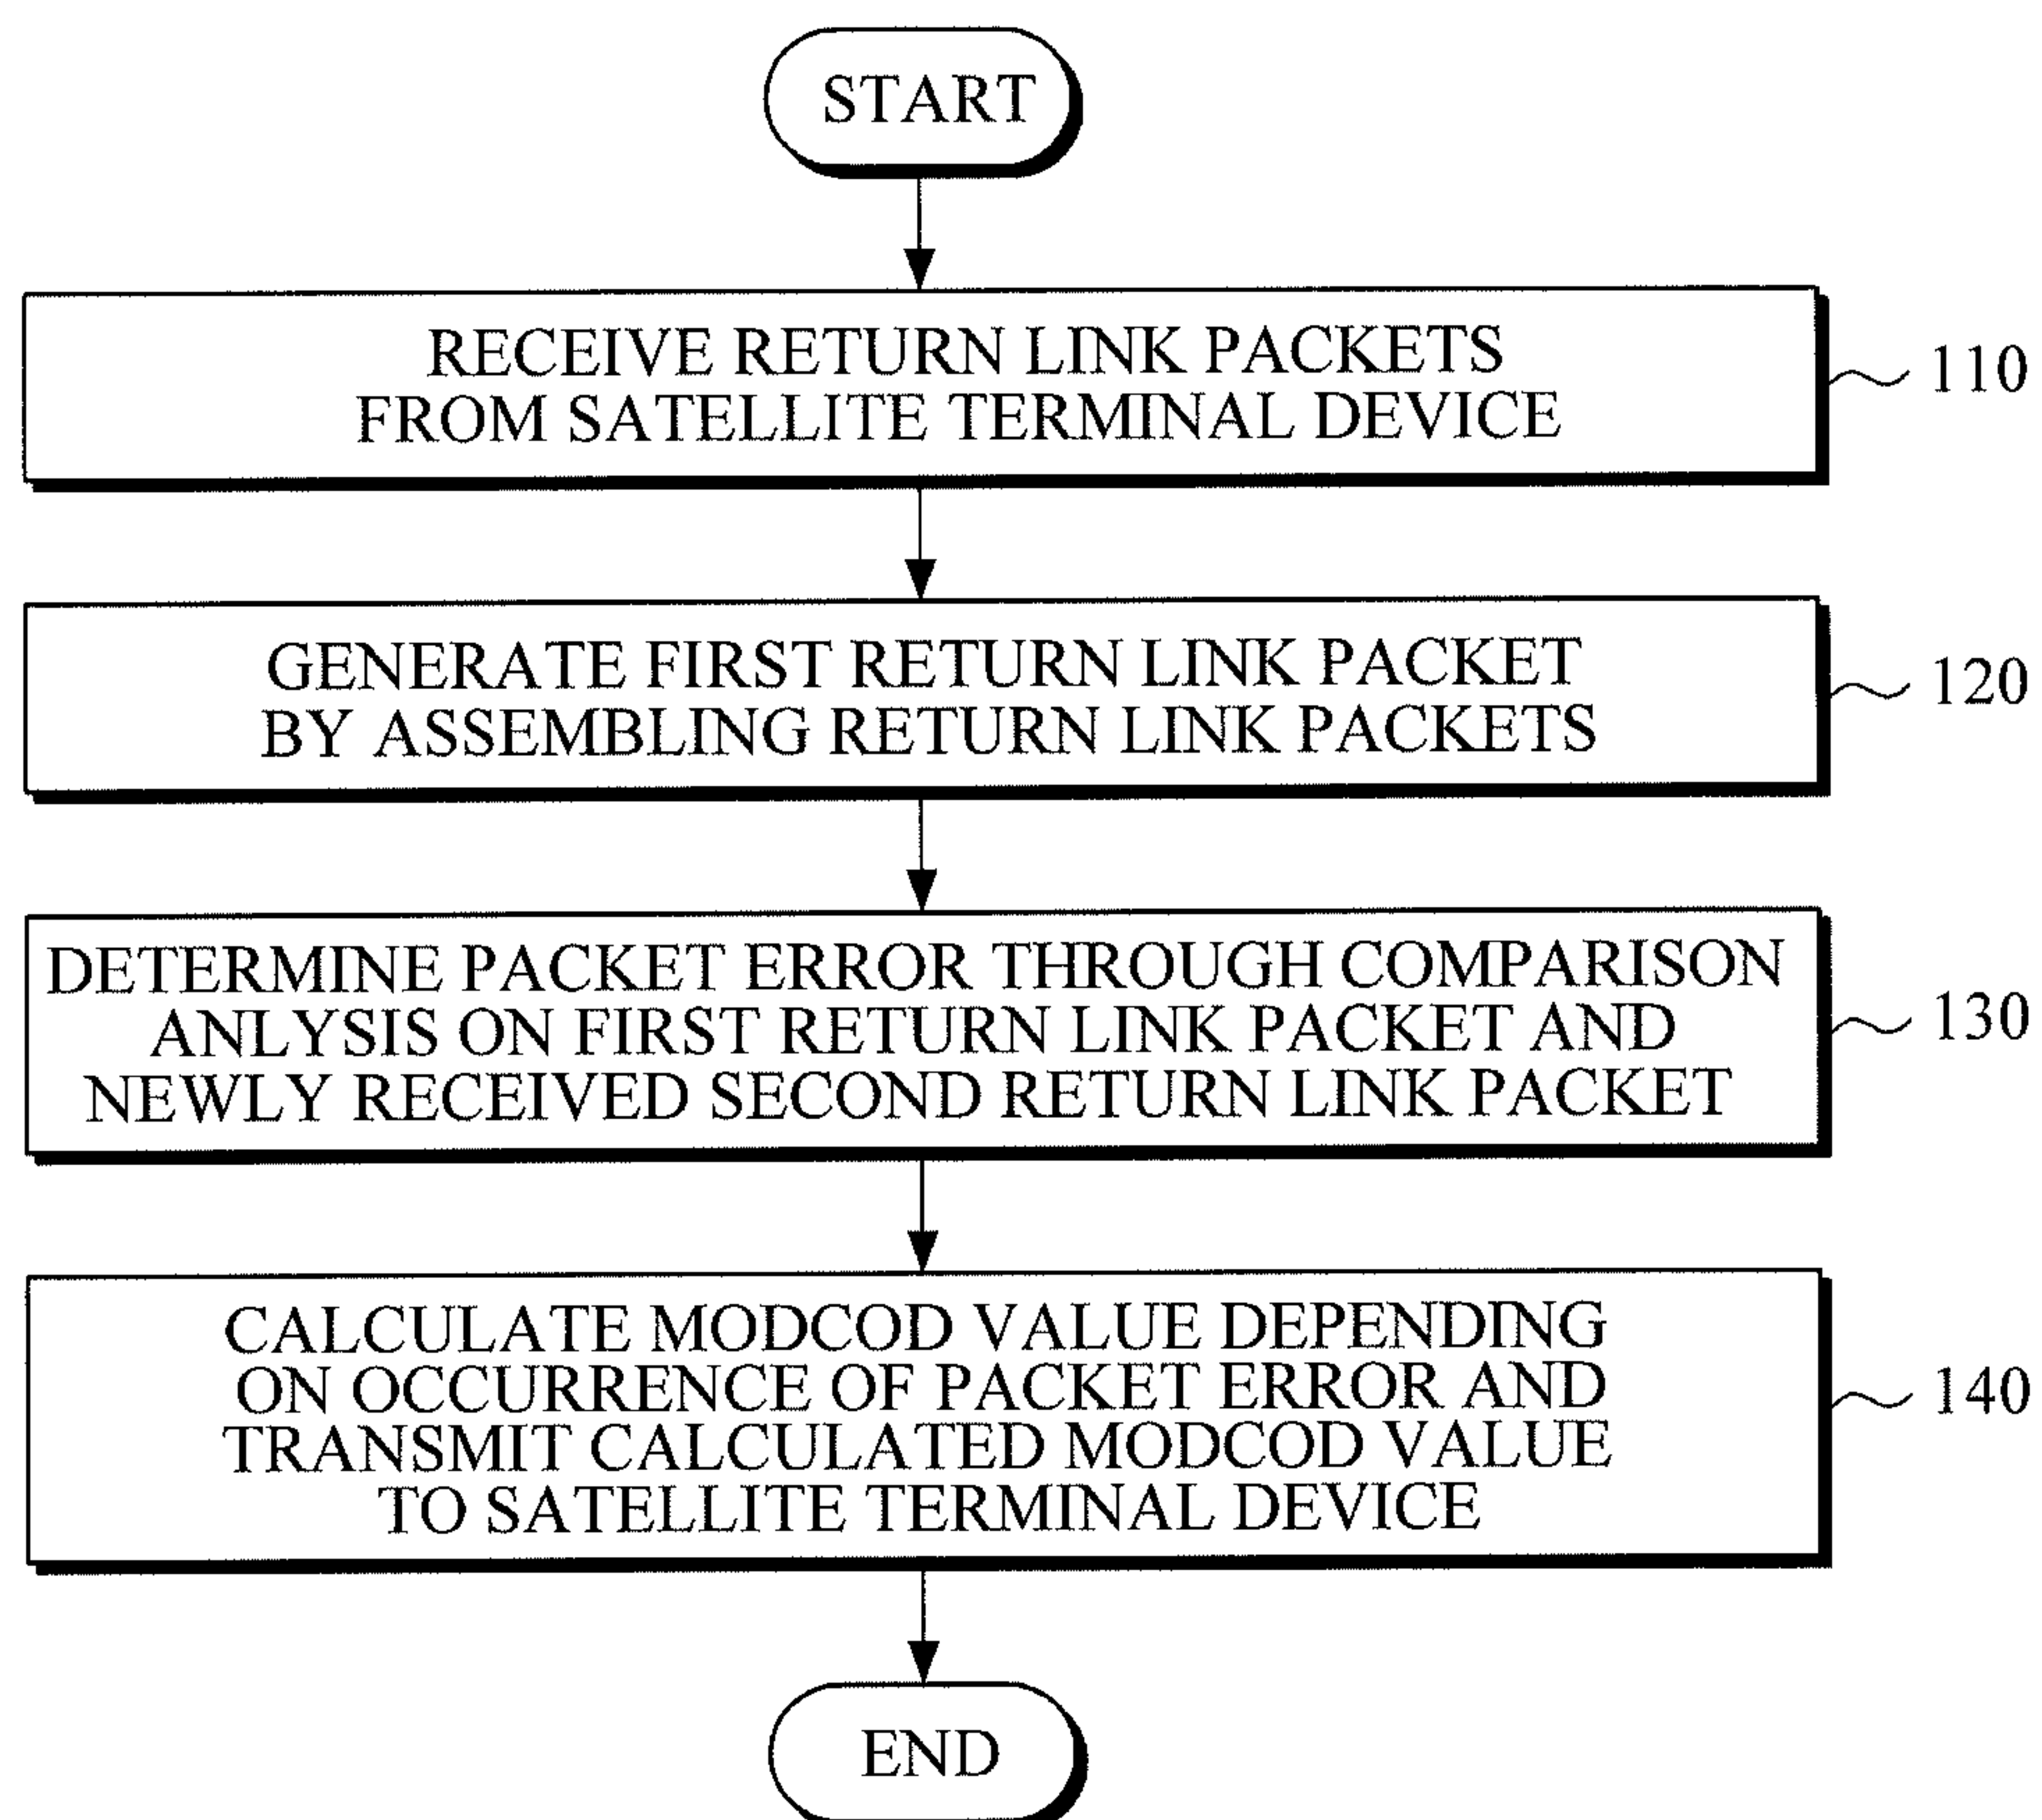 START
RECEIVE RETURN LINK PACKETS
FROM SATELLITE TERMINAL DEVICE
110
GENERATE FIRST RETURN LINK PACKET
BY ASSEMBLING RETURN LINK PACKETS
120
DETERMINE PACKET ERROR THROUGH COMPARISON
ANLYSIS ON FIRST RETURN LINK PACKET AND
NEWLY RECEIVED SECOND RETURN LINK PACKET
130
CALCULATE MODCOD VALUE DEPENDING
ON OCCURRENCE OF PACKET ERROR AND
TRANSMIT CALCULATED MODCOD VALUE
TO SATELLITE TERMINAL DEVICE
140
END